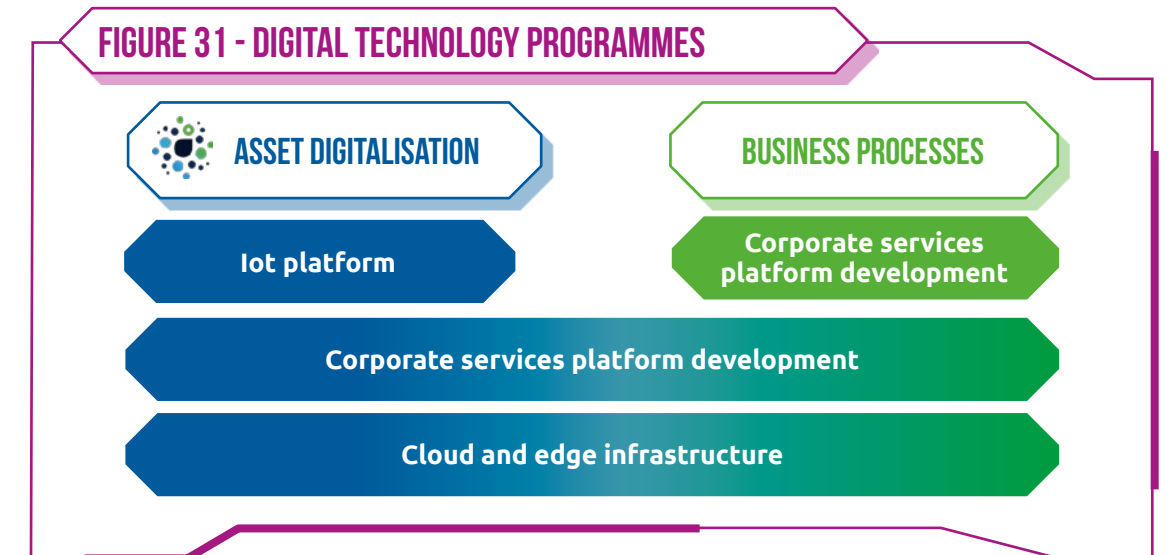 FIGURE 31 - DIGITAL TECHNOLOGY PROGRAMMES
ASSET DIGITALISATION
BUSINESS PROCESSES
Iot platform
Corporate services
platform development
Corporate services platform development
Cloud and edge infrastructure